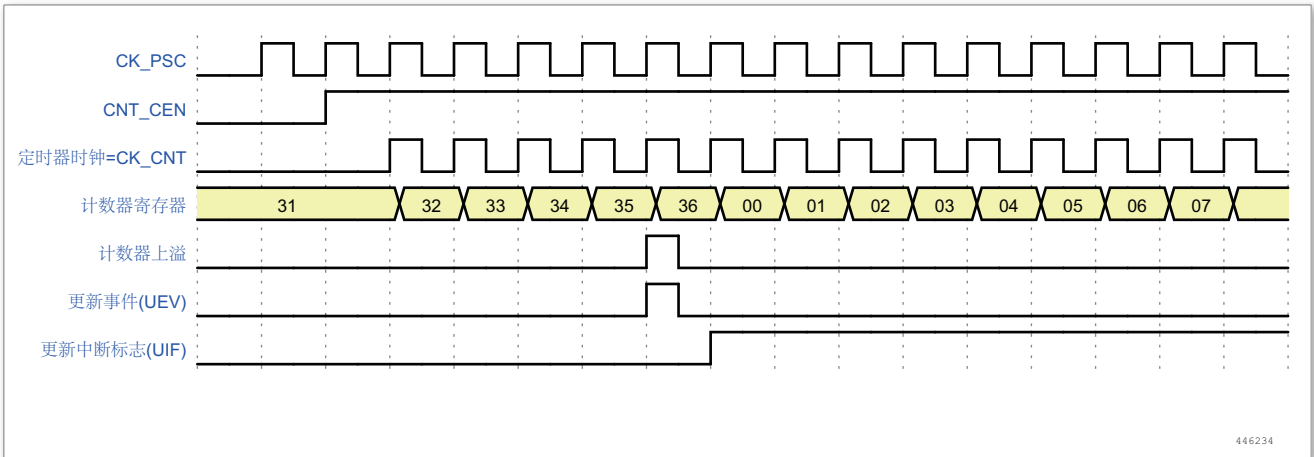 CK_PSC
CNT_CEN
定时器时钟=CK_CNT
计数器寄存器 31 32 33 34 35 36 00 01 02 03 04 05 06 07
计数器上溢
更新事件(UEV)
更新中断标志(UIF)
446234